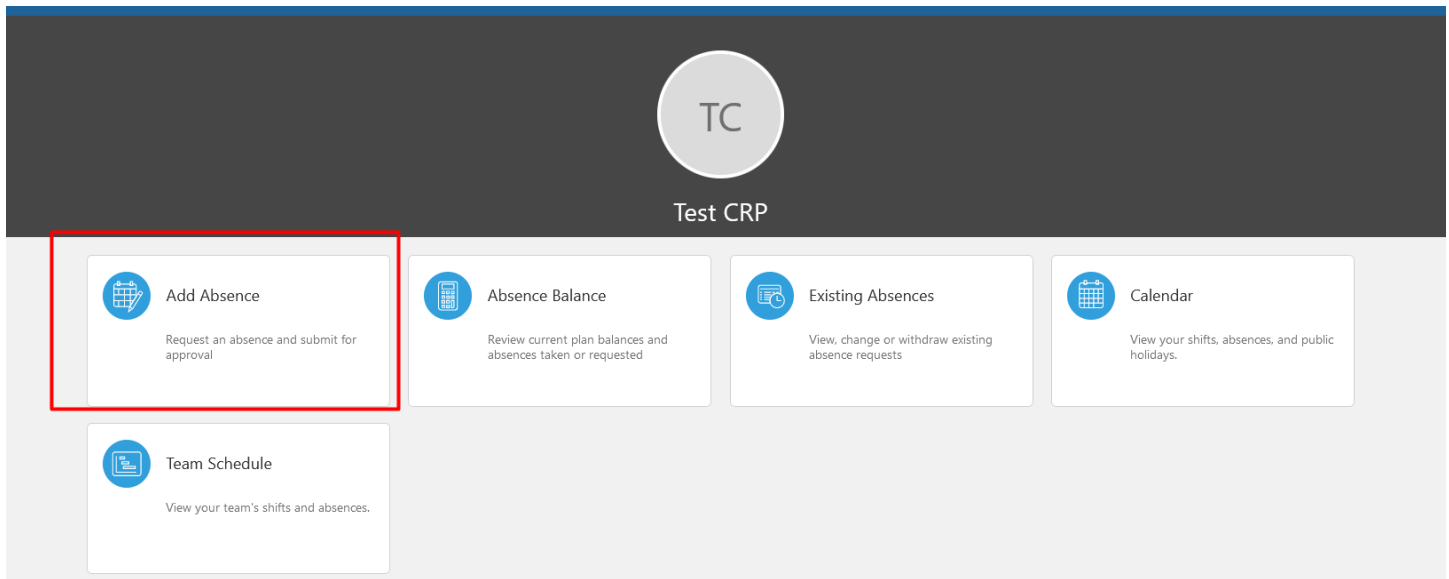 TC
Test CRP
Add Absence
Request an absence and submit for
approval
Absence Balance
Review current plan balances and
absences taken or requested
Existing Absences
View, change or withdraw existing
absence requests
Calendar
View your shifts, absences, and public
holidays.
Team Schedule
View your team's shifts and absences.